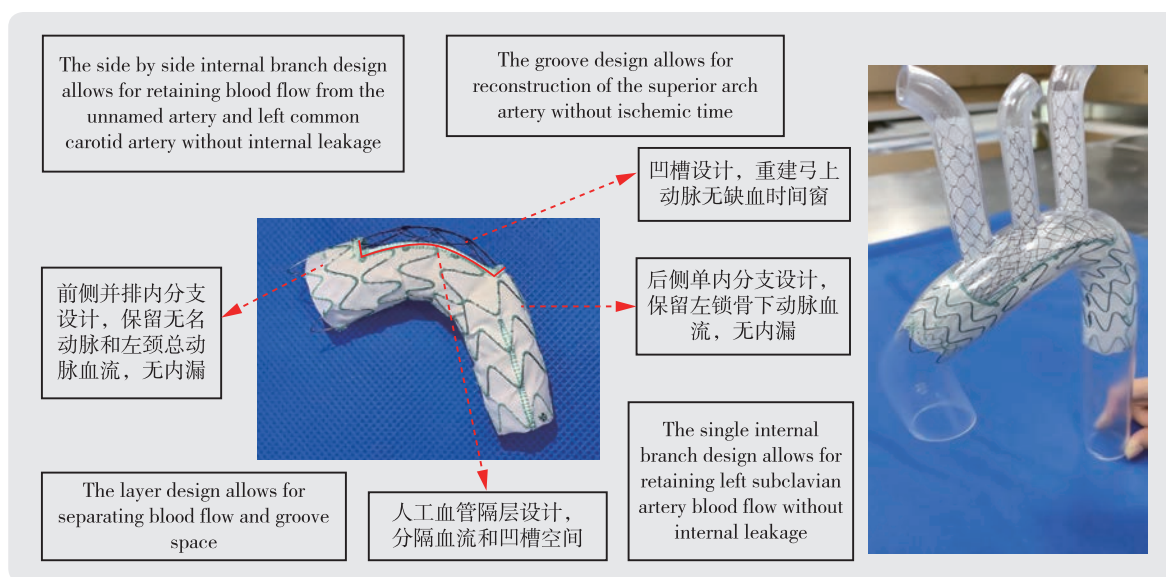 The side by side internal branch design
allows for retaining blood flow from the
unnamed artery and left common
carotid artery without internal leakage
The groove design allows for
reconstruction of the superior arch
artery without ischemic time
凹槽设计，重建弓上
动脉无缺血时间窗
前侧并排内分支
设计，保留无名
动脉和左颈总动
脉血流，无内漏
后侧单内分支设计，
保留左锁骨下动脉血
流，无内漏
The layer design allows for
separating blood flow and groove
space
人工血管隔层设计，
分隔血流和凹槽空间
The single internal
branch design allows for
retaining left subclavian
artery blood flow without
internal leakage